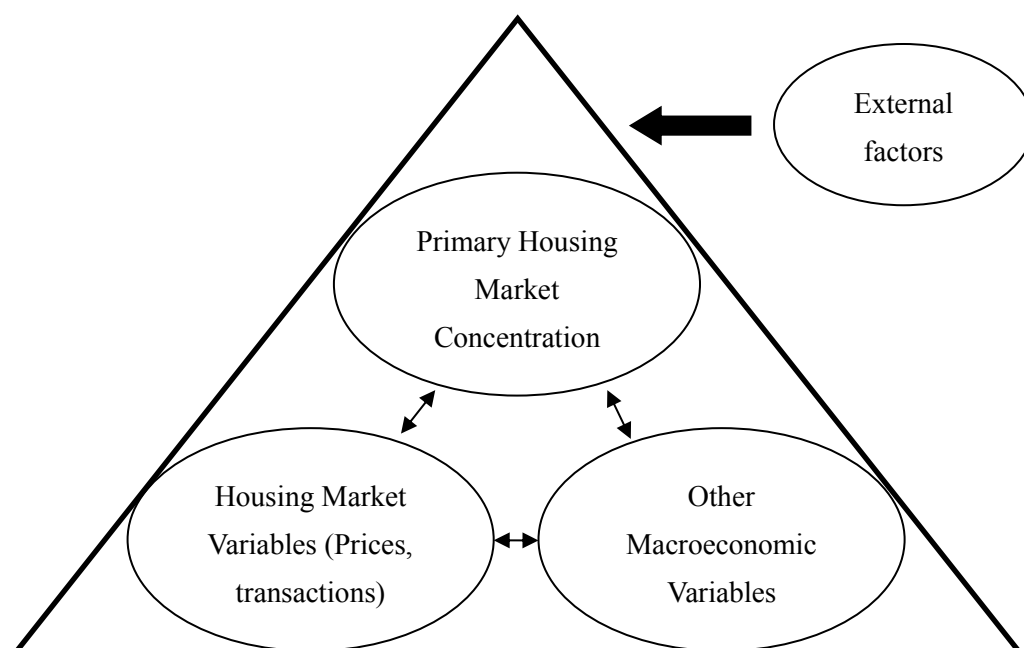 External
factors
Primary Housing
Market
Concentration
Housing Market
Variables (Prices,
transactions)
Other
Macroeconomic
Variables